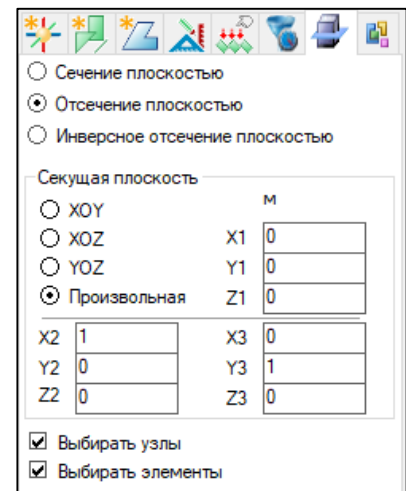 Сечение плоскостью
Отсечение плоскостью
Инверсное отсечение плоскостью
Секущая плоскость
м
XOY
XOZ X1 0
YOZ Y1 0
Произвольная Z1 0
X2 1 X3 0
Y2 0 Y3 1
Z2 0 Z3 0
Выбирать узлы
Выбирать элементы